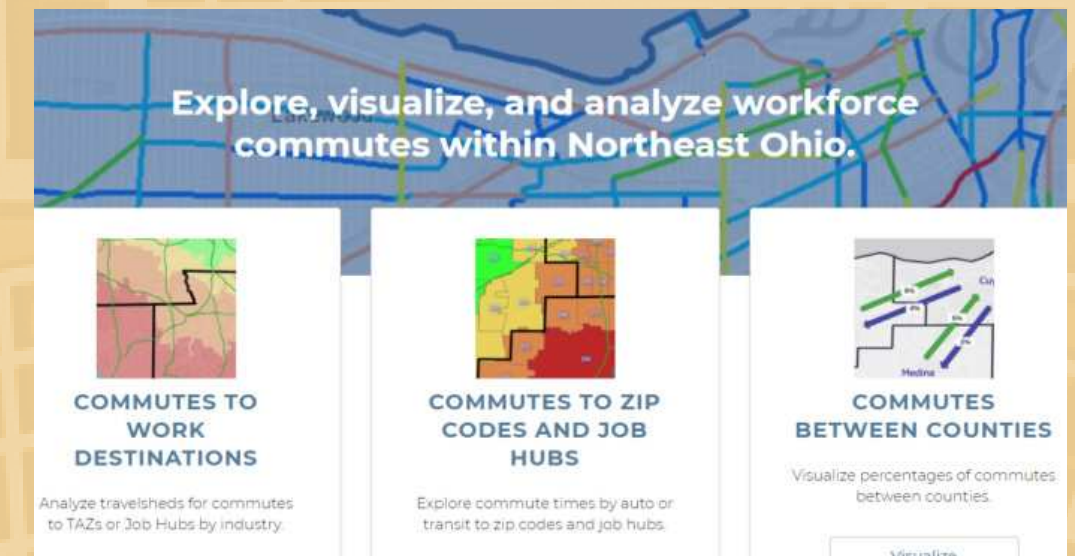 Explore, visualize, and analyze workforce
commutes within Northeast Ohio.
Lakewood
COMMUTES TO
WORK
DESTINATIONS
Analyze travelsheds for commutes
to TAZs or Job Hubs by industry.
COMMUTES TO ZIP
CODES AND JOB
HUBS
Explore commute times by auto or
transit to zip codes and job hubs.
Medina
COMMUTES
BETWEEN COUNTIES
Visualize percentages of commutes
between counties.
Visualize